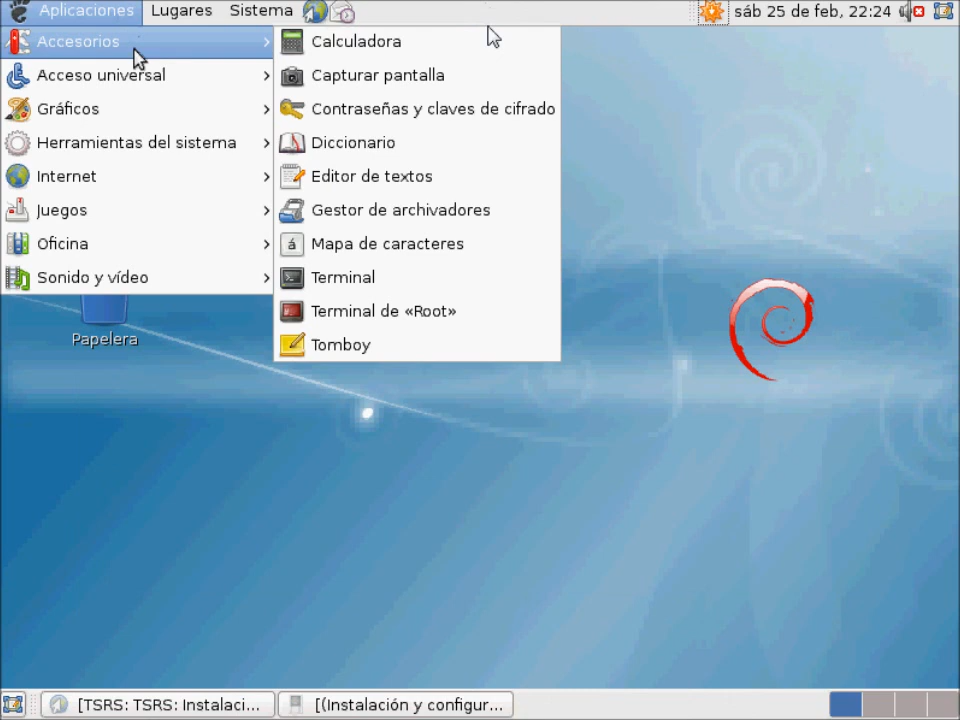 Aplicaciones Lugares Sistema sáb 25 de feb, 22:24
Accesorios
Acceso universal
Gráficos
Herramientas del sistema
Internet
Juegos
Oficina
Sonido y vídeo
Calculadora
Capturar pantalla
Contraseñas y claves de cifrado
Diccionario
Editor de textos
Gestor de archivadores
á Mapa de caracteres
Terminal
Terminal de «Root»
Tomboy
Papelera
[TSRS: TSRS: Instalaci... [(Instalación y configur...